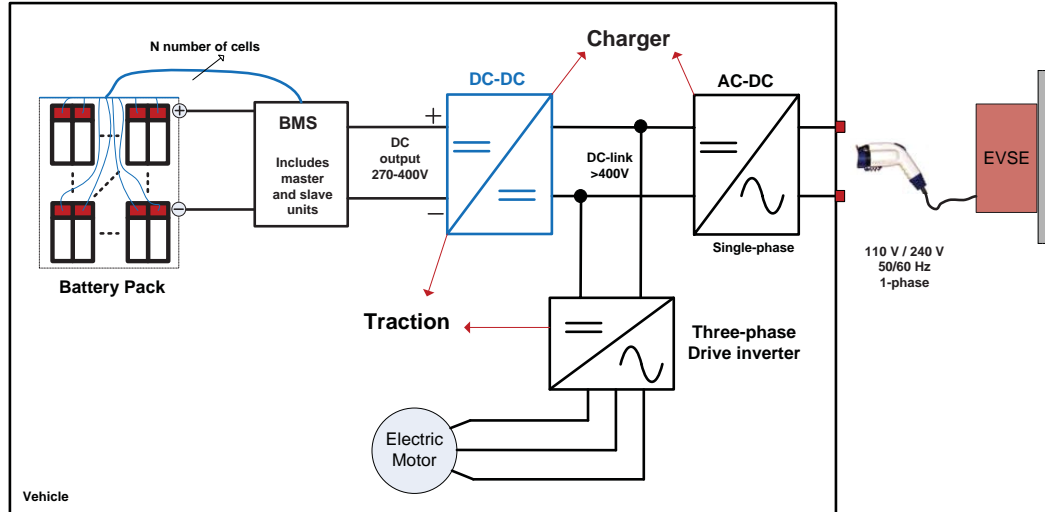 N number of cells
Charger
DC-DC
AC-DC
BMS
Includes
master
and slave
units
+
DC
output
270-400V
−
DC-link
>400V
EVSE
Single-phase
110 V / 240 V
50/60 Hz
1-phase
Battery Pack
Traction
Three-phase
Drive inverter
Electric
Motor
Vehicle